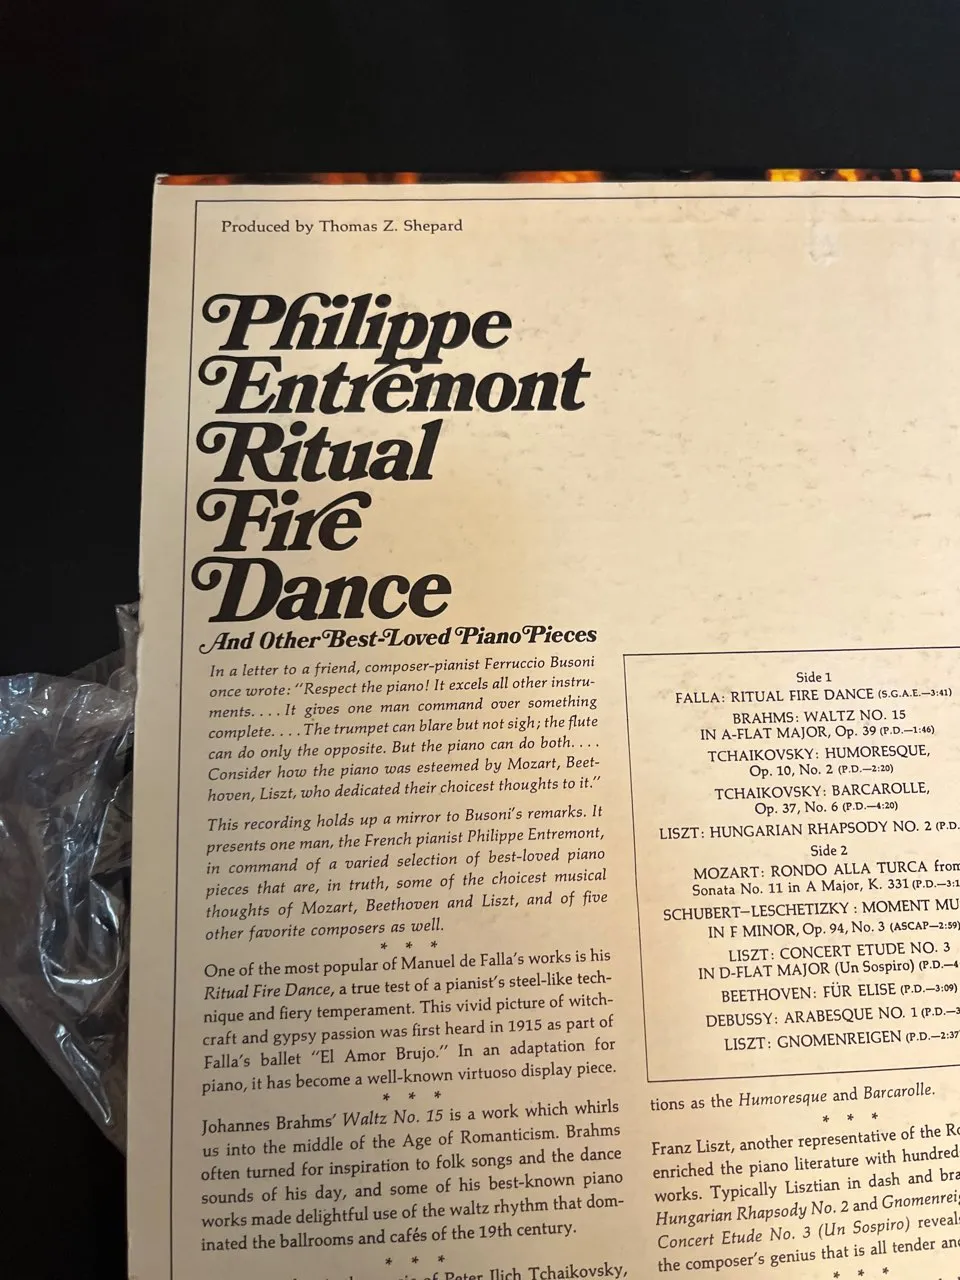 Produced by Thomas Z. Shepard
Philippe
Entremont
Ritual
Fire
Dance
And Other Best-Loved Piano Pieces
In a letter to a friend, composer-pianist Ferruccio Busoni
once wrote: “Respect the piano! It excels all other instru-
ments. . . . It gives one man command over something
complete. . . . The trumpet can blare but not sigh; the flute
can do only the opposite. But the piano can do both. . . .
Consider how the piano was esteemed by Mozart, Beet-
hoven, Liszt, who dedicated their choicest thoughts to it.”
This recording holds up a mirror to Busoni's remarks. It
presents one man, the French pianist Philippe Entremont,
in command of a varied selection of best-loved piano
pieces that are, in truth, some of the choicest musical
thoughts of Mozart, Beethoven and Liszt, and of five
other favorite composers as well.
* * *
One of the most popular of Manuel de Falla's works is his
Ritual Fire Dance, a true test of a pianist's steel-like tech-
nique and fiery temperament. This vivid picture of witch-
craft and gypsy passion was first heard in 1915 as part of
Falla's ballet “El Amor Brujo.” In an adaptation for
piano, it has become a well-known virtuoso display piece.
* * *
Johannes Brahms' Waltz No. 15 is a work which whirls
us into the middle of the Age of Romanticism. Brahms
often turned for inspiration to folk songs and the dance
sounds of his day, and some of his best-known piano
works made delightful use of the waltz rhythm that dom-
inated the ballrooms and cafés of the 19th century.
* * *
of Peter Ilich Tchaikovsky,
Side 1
FALLA: RITUAL FIRE DANCE (S.G.A.E.—3:41)
BRAHMS: WALTZ NO. 15
IN A-FLAT MAJOR, Op. 39 (P.D.—1:46)
TCHAIKOVSKY: HUMORESQUE,
Op. 10, No. 2 (P.D.—2:20)
TCHAIKOVSKY: BARCAROLLE,
Op. 37, No. 6 (P.D.—4:20)
LISZT: HUNGARIAN RHAPSODY NO. 2 (P.D.
Side 2
MOZART: RONDO ALLA TURCA from
Sonata No. 11 in A Major, K. 331 (P.D.—3:1
SCHUBERT—LESCHETIZKY: MOMENT MU
IN F MINOR, Op. 94, No. 3 (ASCAP—2:59)
LISZT: CONCERT ETUDE NO. 3
IN D-FLAT MAJOR (Un Sospiro) (P.D.—4
BEETHOVEN: FÜR ELISE (P.D.—3:09)
DEBUSSY: ARABESQUE NO. 1 (P.D.—3
LISZT: GNOMENREIGEN (P.D.—2:37
tions as the Humoresque and Barcarolle.
* * *
Franz Liszt, another representative of the Ro
enriched the piano literature with hundred
works. Typically Lisztian in dash and bra
Hungarian Rhapsody No. 2 and Gnomenreig
Concert Etude No. 3 (Un Sospiro) reveals
the composer's genius that is all tender and
* * *